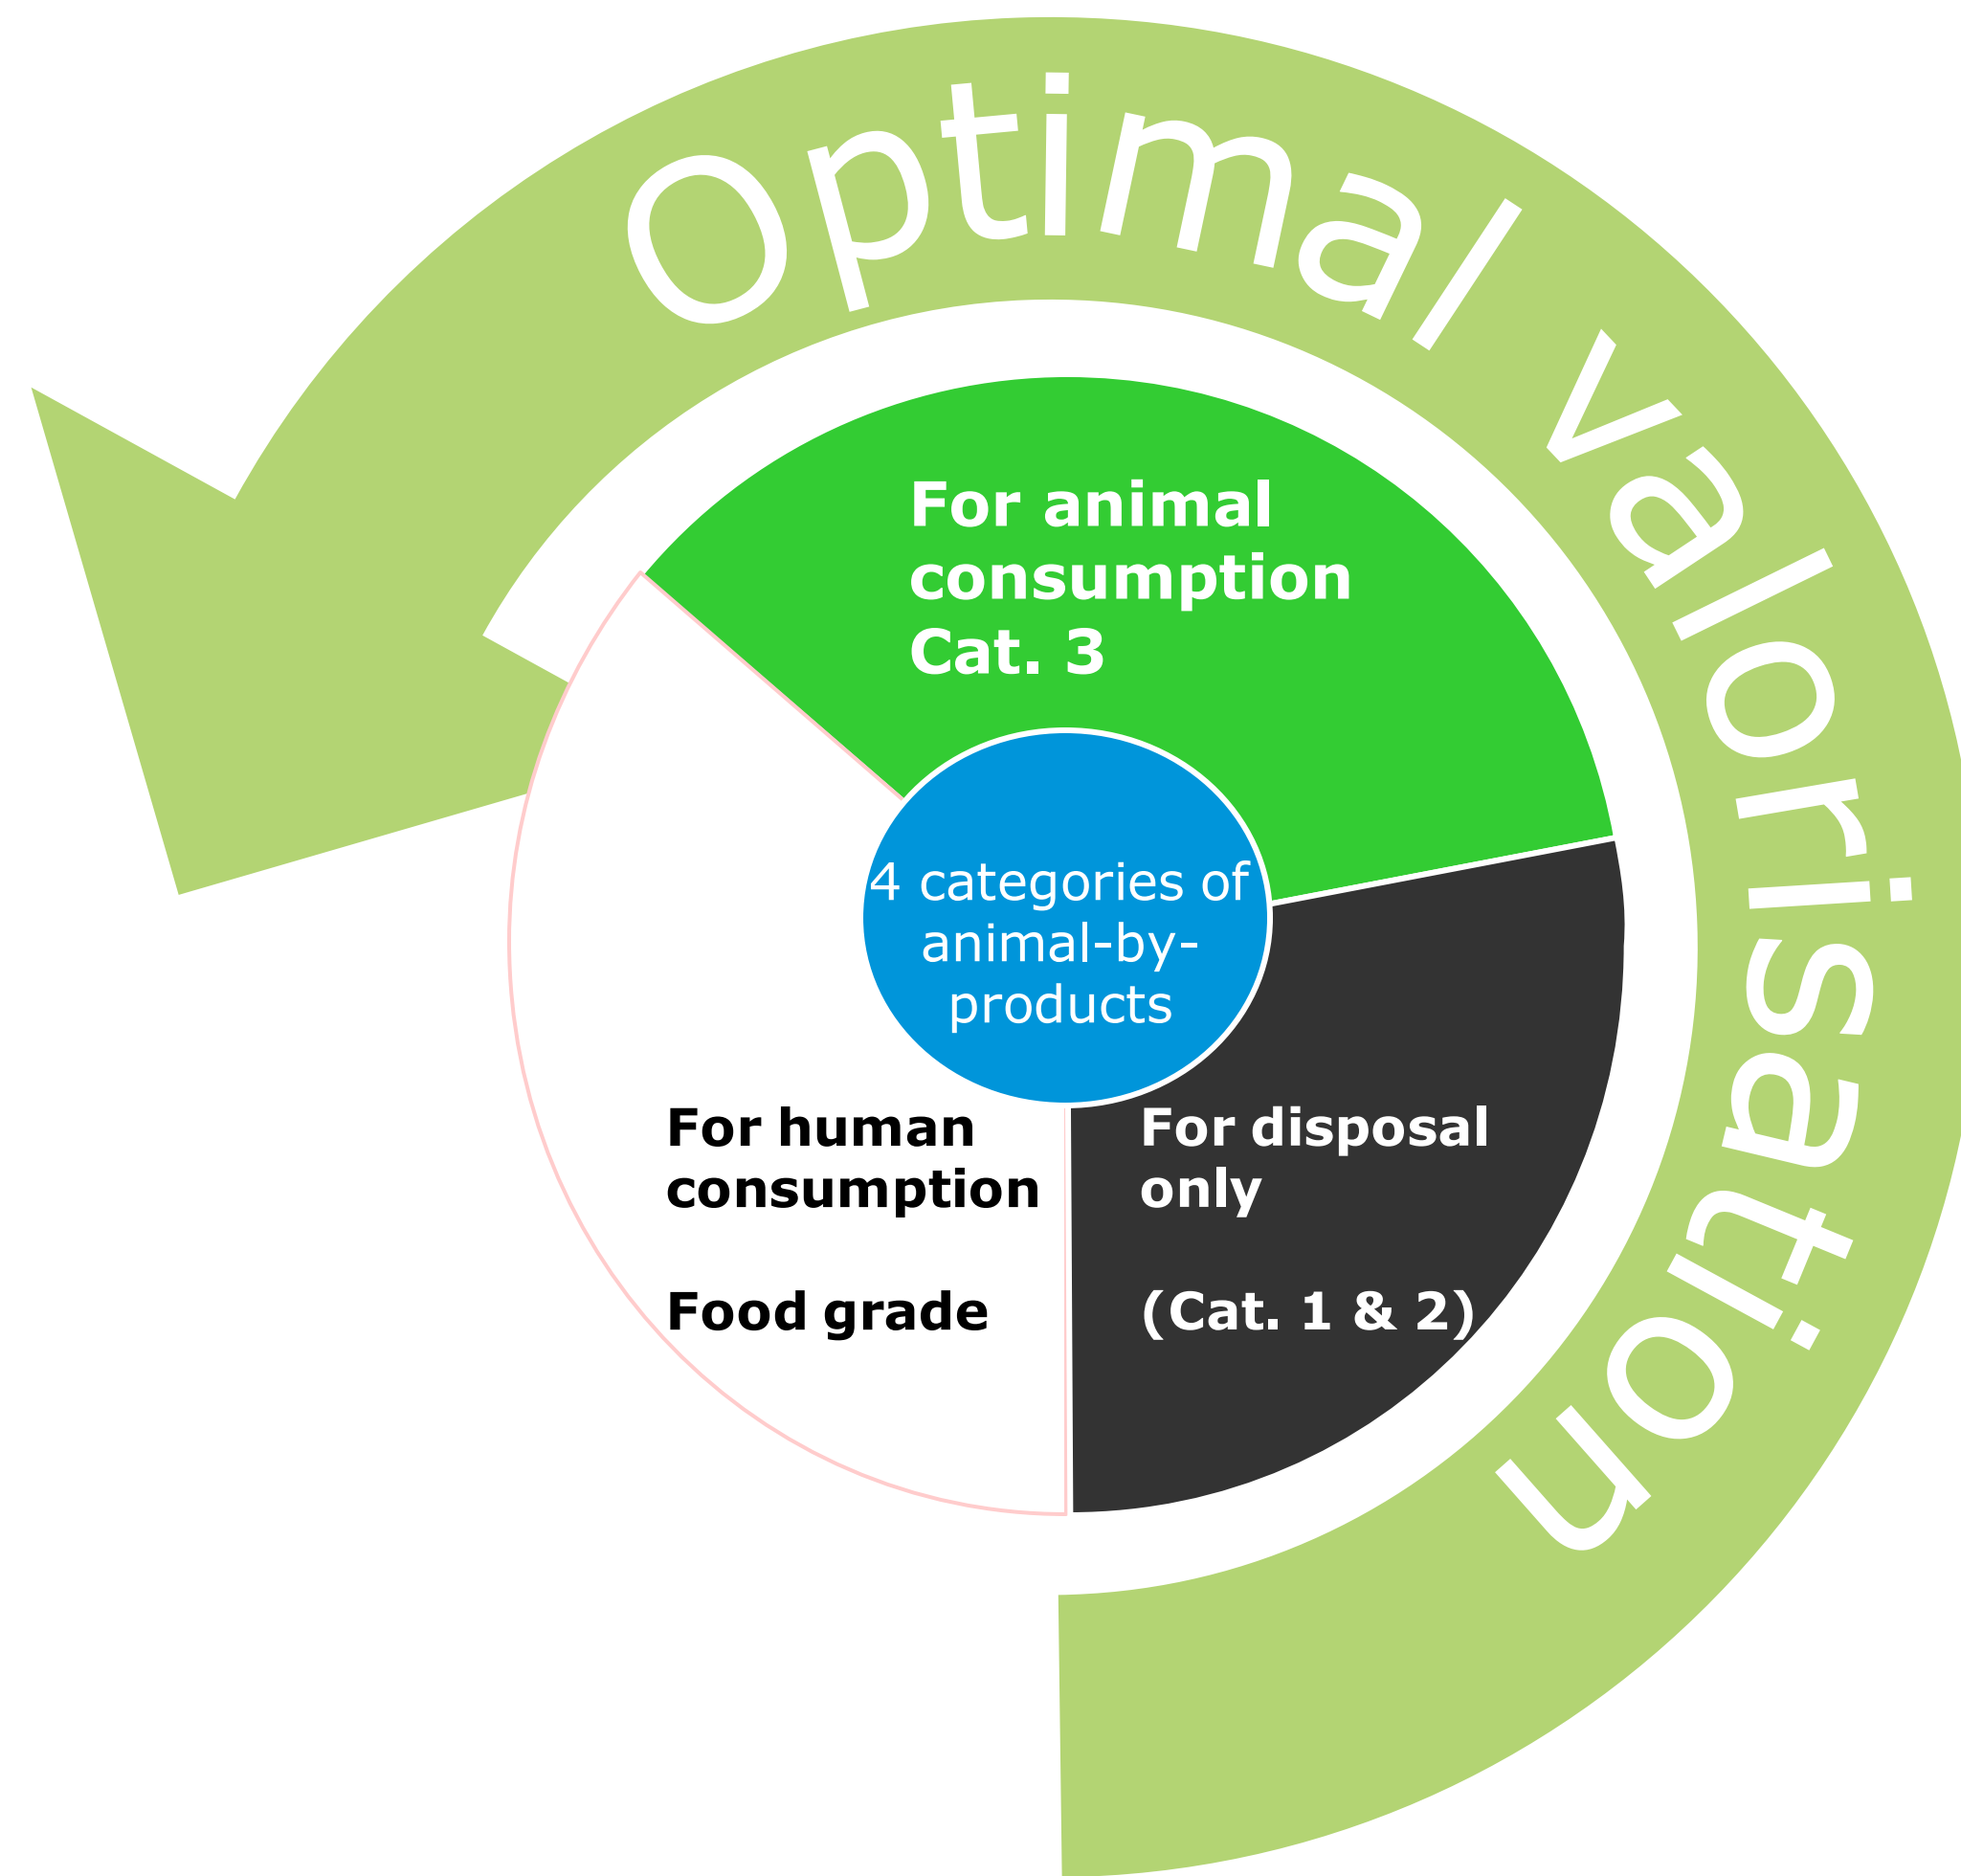 Optimal valorisation
For animal
consumption
Cat. 3
4 categories of
animal-by-
products
For human
consumption
Food grade
For disposal
only
(Cat. 1 & 2)